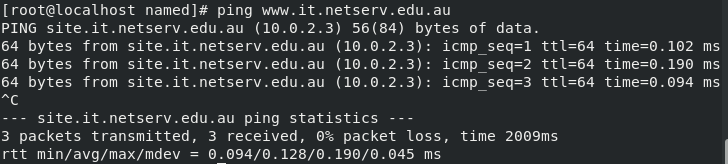 [root@localhost named]# ping www.it.netserv.edu.au
PING site.it.netserv.edu.au (10.0.2.3) 56(84) bytes of data.
64 bytes from site.it.netserv.edu.au (10.0.2.3): icmp_seq=1 ttl=64 time=0.102 ms
64 bytes from site.it.netserv.edu.au (10.0.2.3): icmp_seq=2 ttl=64 time=0.190 ms
64 bytes from site.it.netserv.edu.au (10.0.2.3): icmp_seq=3 ttl=64 time=0.094 ms
^C
--- site.it.netserv.edu.au ping statistics ---
3 packets transmitted, 3 received, 0% packet loss, time 2009ms
rtt min/avg/max/mdev = 0.094/0.128/0.190/0.045 ms